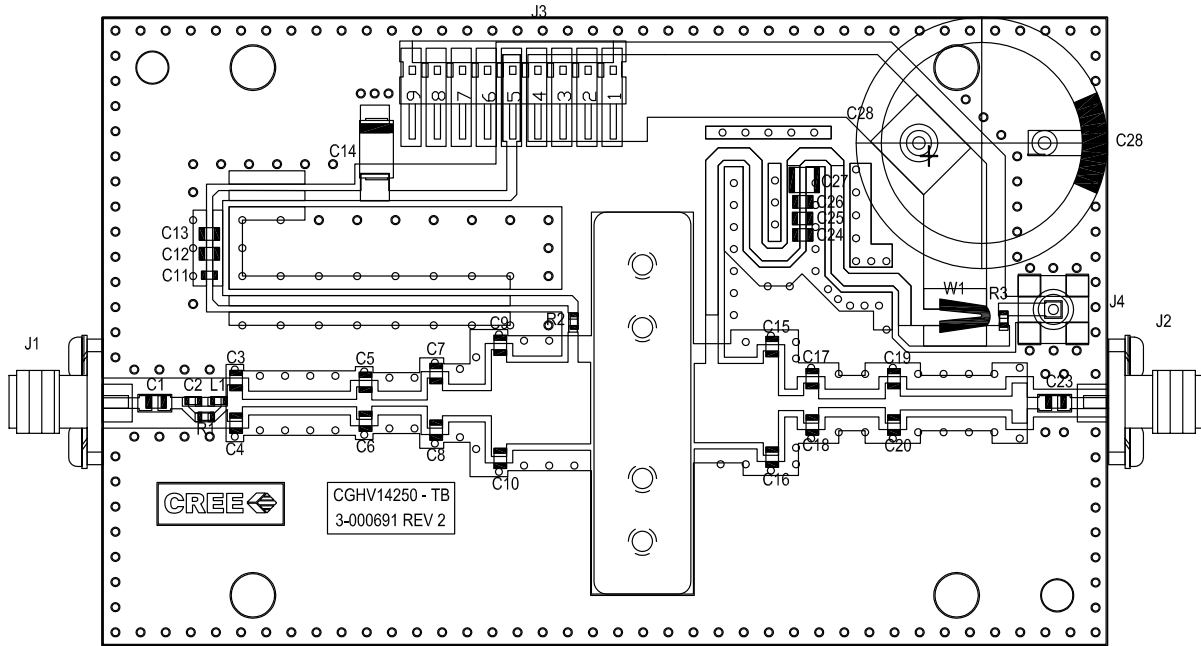 J3
9 8 7 6 5 4 3 2 1
C28
C28
C14
C27
C26
C25
C24
C13
C12
C11
W1
R3
J4
R2
J1
J2
C9
C15
C3
C5
C7
C17
C19
C1
C2
L1
C23
R1
C4
C6
C8
C18
C20
C10
C16
CREE
CGHV14250 - TB
3-000691 REV 2